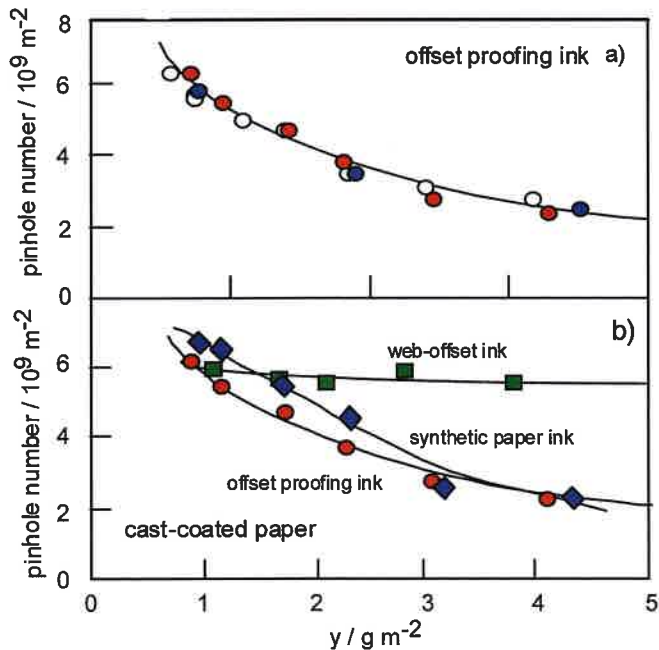 8
offset proofing ink a)
6
4
2
0
pinhole number / 10⁹ m⁻²
b)
web-offset ink
6
synthetic paper ink
4
offset proofing ink
2
cast-coated paper
0
pinhole number / 10⁹ m⁻²
0 1 2 3 4 5
y / g m⁻²